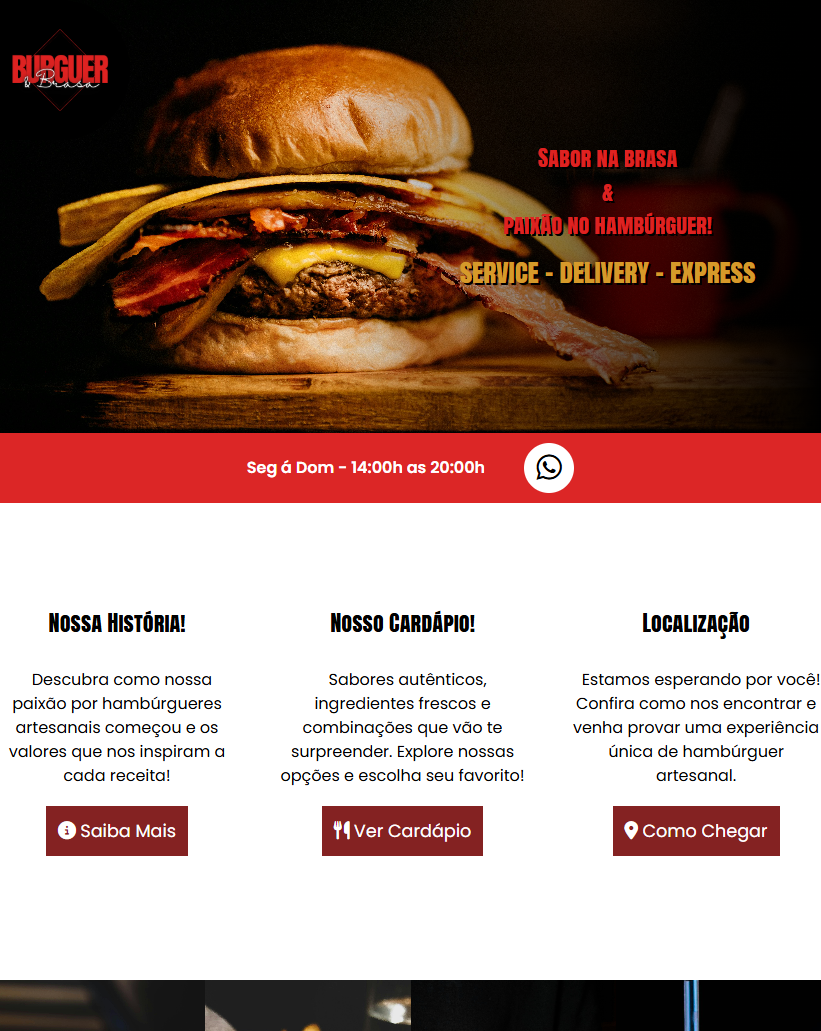 BURGUER
& Brasa
Sabor na brasa
&
paixão no hambúrguer!
SERVICE - DELIVERY - EXPRESS
Seg á Dom - 14:00h as 20:00h
Nossa História!
Descubra como nossa
paixão por hambúrgueres
artesanais começou e os
valores que nos inspiram a
cada receita!
Saiba Mais
Nosso Cardápio!
Sabores autênticos,
ingredientes frescos e
combinações que vão te
surpreender. Explore nossas
opções e escolha seu favorito!
Ver Cardápio
Localização
Estamos esperando por você!
Confira como nos encontrar e
venha provar uma experiência
única de hambúrguer
artesanal.
Como Chegar